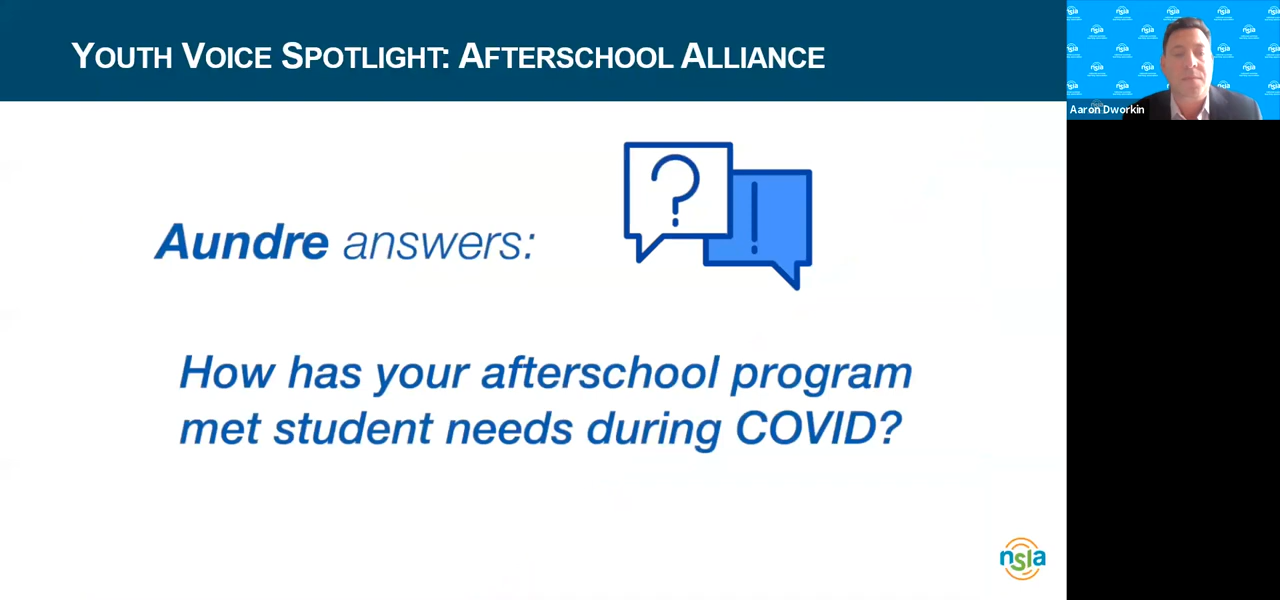 YOUTH VOICE SPOTLIGHT: AFTERSCHOOL ALLIANCE
Aundre answers:
?
!
How has your afterschool program
met student needs during COVID?
nsla
Aaron Dworkin
nsla